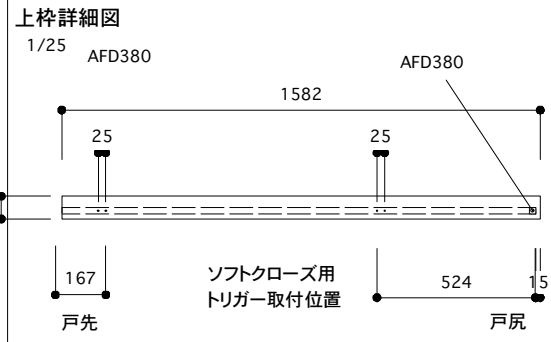 上枠詳細図
1/25
AFD380
AFD380
1582
25
25
167
ソフトクローズ用
トリガー取付位置
524
15
戸先
戸尻